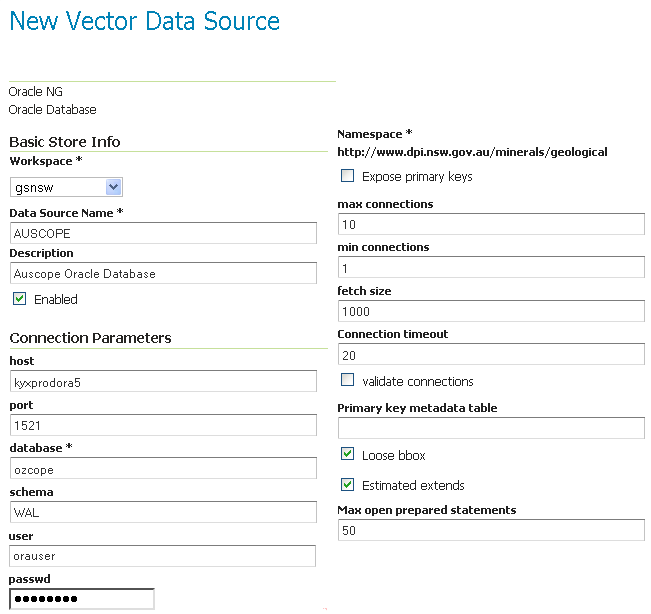 New Vector Data Source
Oracle NG
Oracle Database
Basic Store Info
Workspace *
gsnsw
Data Source Name *
AUSCOPE
Description
Auscope Oracle Database
Enabled
Connection Parameters
host
kyxprodora5
port
1521
database *
ozcope
schema
WAL
user
orauser
passwd
●●●●●●●●
Namespace *
http://www.dpi.nsw.gov.au/minerals/geological
Expose primary keys
max connections
10
min connections
1
fetch size
1000
Connection timeout
20
validate connections
Primary key metadata table
Loose bbox
Estimated extends
Max open prepared statements
50